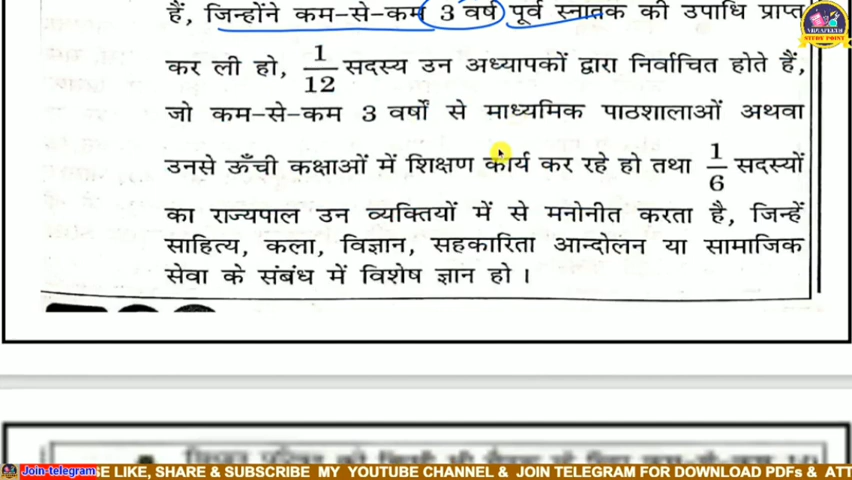 हैं, जिन्होंने कम-से-कम 3 वर्ष पूर्व स्नातक की उपाधि प्राप्त
कर ली हो, 1/12 सदस्य उन अध्यापकों द्वारा निर्वाचित होते हैं,
जो कम-से-कम 3 वर्षों से माध्यमिक पाठशालाओं अथवा
उनसे ऊँची कक्षाओं में शिक्षण कार्य कर रहे हो तथा 1/6 सदस्यों
का राज्यपाल उन व्यक्तियों में से मनोनीत करता है, जिन्हें
साहित्य, कला, विज्ञान, सहकारिता आन्दोलन या सामाजिक
सेवा के संबंध में विशेष ज्ञान हो ।
Join-telegram SE LIKE, SHARE & SUBSCRIBE MY YOUTUBE CHANNEL & JOIN TELEGRAM FOR DOWNLOAD PDFs & ATT